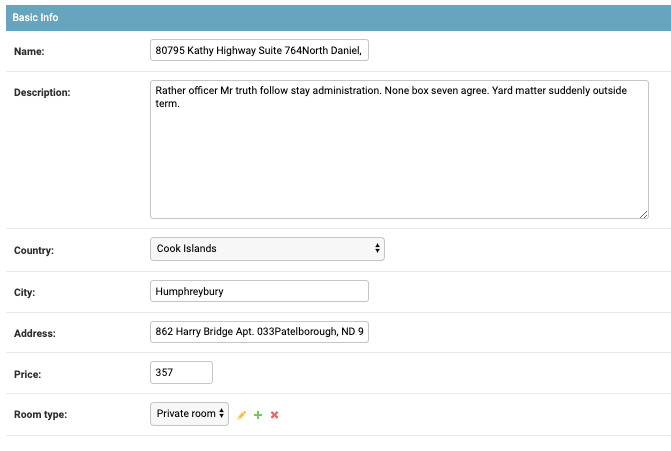 Basic Info
Name:
80795 Kathy Highway Suite 764North Daniel,
Description:
Rather officer Mr truth follow stay administration. None box seven agree. Yard matter suddenly outside
term.
Country:
Cook Islands
City:
Humphreybury
Address:
862 Harry Bridge Apt. 033Patelborough, ND 9
Price:
357
Room type:
Private room